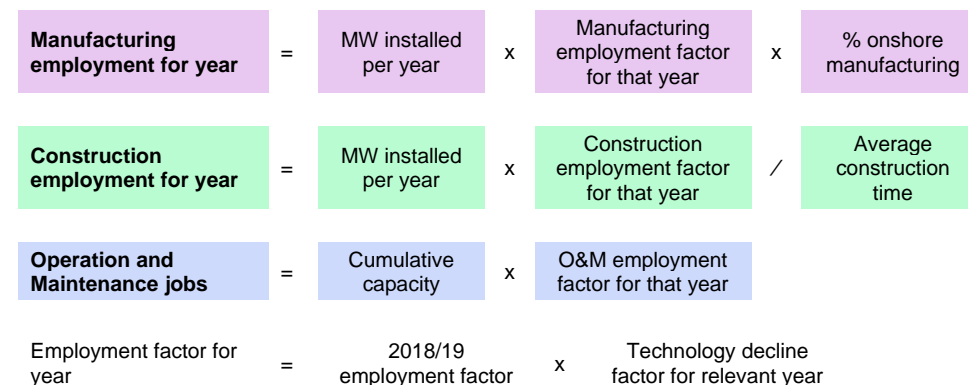 Manufacturing employment for year = MW installed per year x Manufacturing employment factor for that year x % onshore manufacturing
Construction employment for year = MW installed per year x Construction employment factor for that year / Average construction time
Operation and Maintenance jobs = Cumulative capacity x O&M employment factor for that year
Employment factor for year = 2018/19 employment factor x Technology decline factor for relevant year